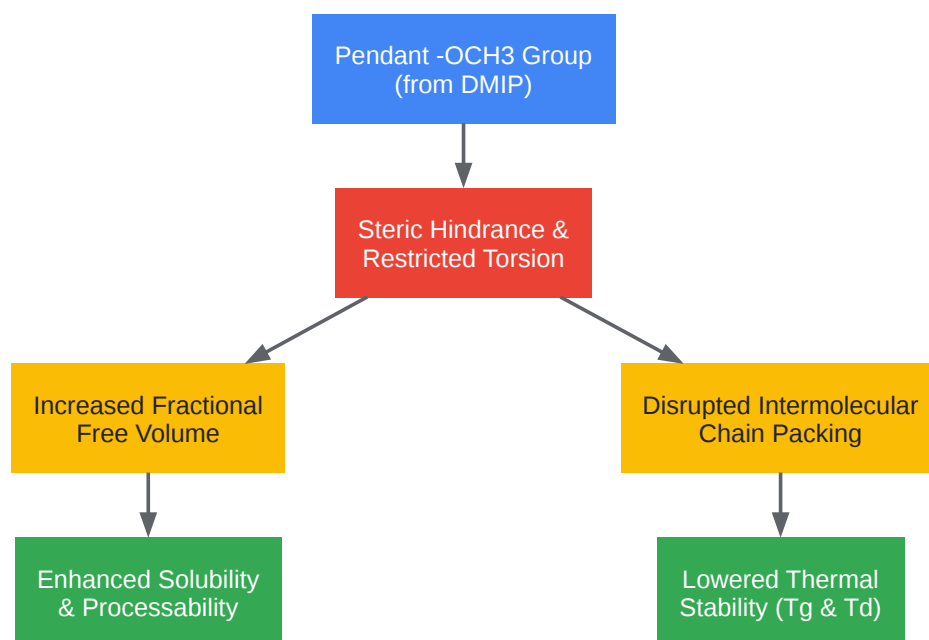 Pendant -OCH3 Group
(from DMIP)
Steric Hindrance &
Restricted Torsion
Increased Fractional
Free Volume
Disrupted Intermolecular
Chain Packing
Enhanced Solubility
& Processability
Lowered Thermal
Stability (Tg & Td)